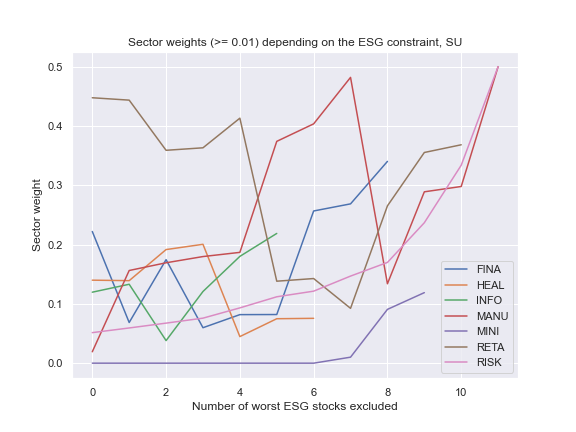 Sector weights (>= 0.01) depending on the ESG constraint, SU
Sector weight
0.5
0.4
0.3
0.2
0.1
0.0
FINA
HEAL
INFO
MANU
MINI
RETA
RISK
0 2 4 6 8 10
Number of worst ESG stocks excluded